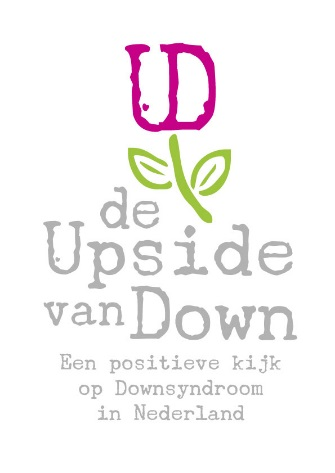 UD
de
Upside
van Down
Een positieve kijk
op Downsyndroom
in Nederland